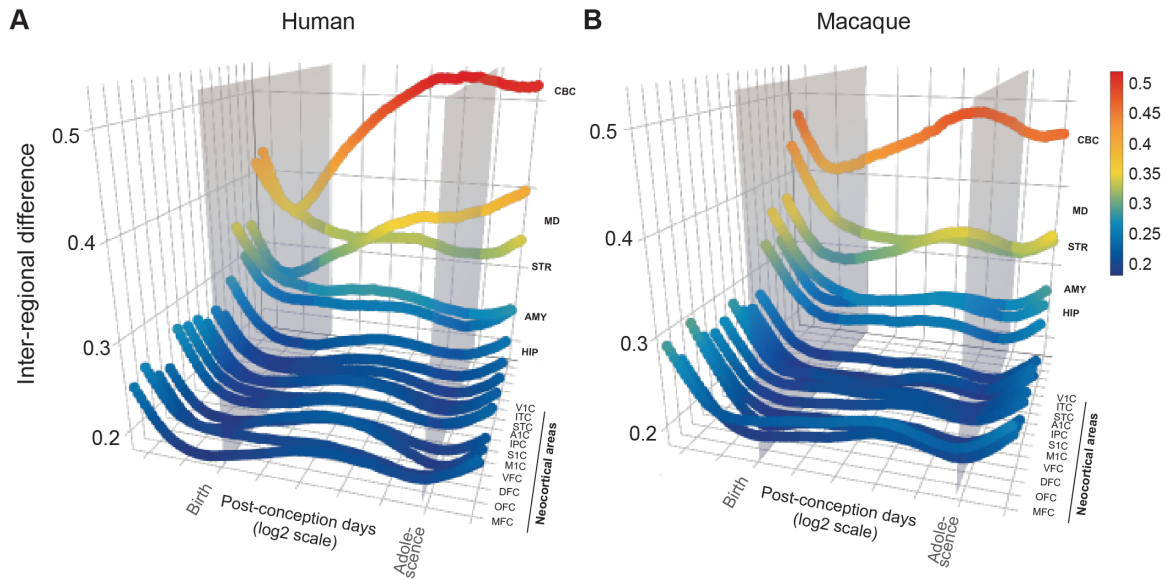 A
Human
B
Macaque
Inter-regional difference
0.5
0.4
0.3
0.2
CBC
MD
STR
AMY
HIP
V1C
ITC
STC
A1C
IPC
S1C
M1C
VFC
DFC
OFC
MFC
Neocortical areas
Birth
Post-conception days
(log2 scale)
Adole-
scence
0.5
0.4
0.3
0.2
CBC
MD
STR
AMY
HIP
V1C
ITC
STC
A1C
IPC
S1C
M1C
VFC
DFC
OFC
MFC
Neocortical areas
Birth
Post-conception days
(log2 scale)
Adole-
scence
0.5
0.45
0.4
0.35
0.3
0.25
0.2